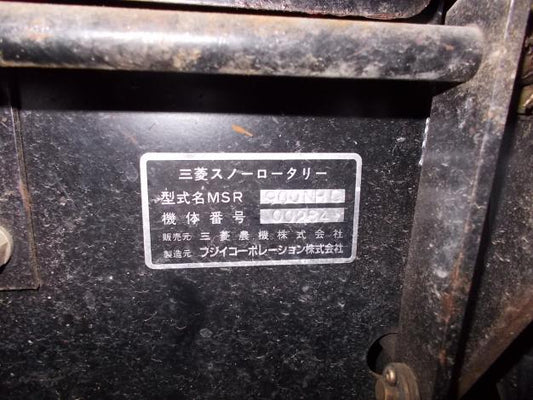 三菱スノーロータリー
型式名MSR
機体番号
販売元 三菱農機株式会社
製造元 フジイコーポレーション株式会社